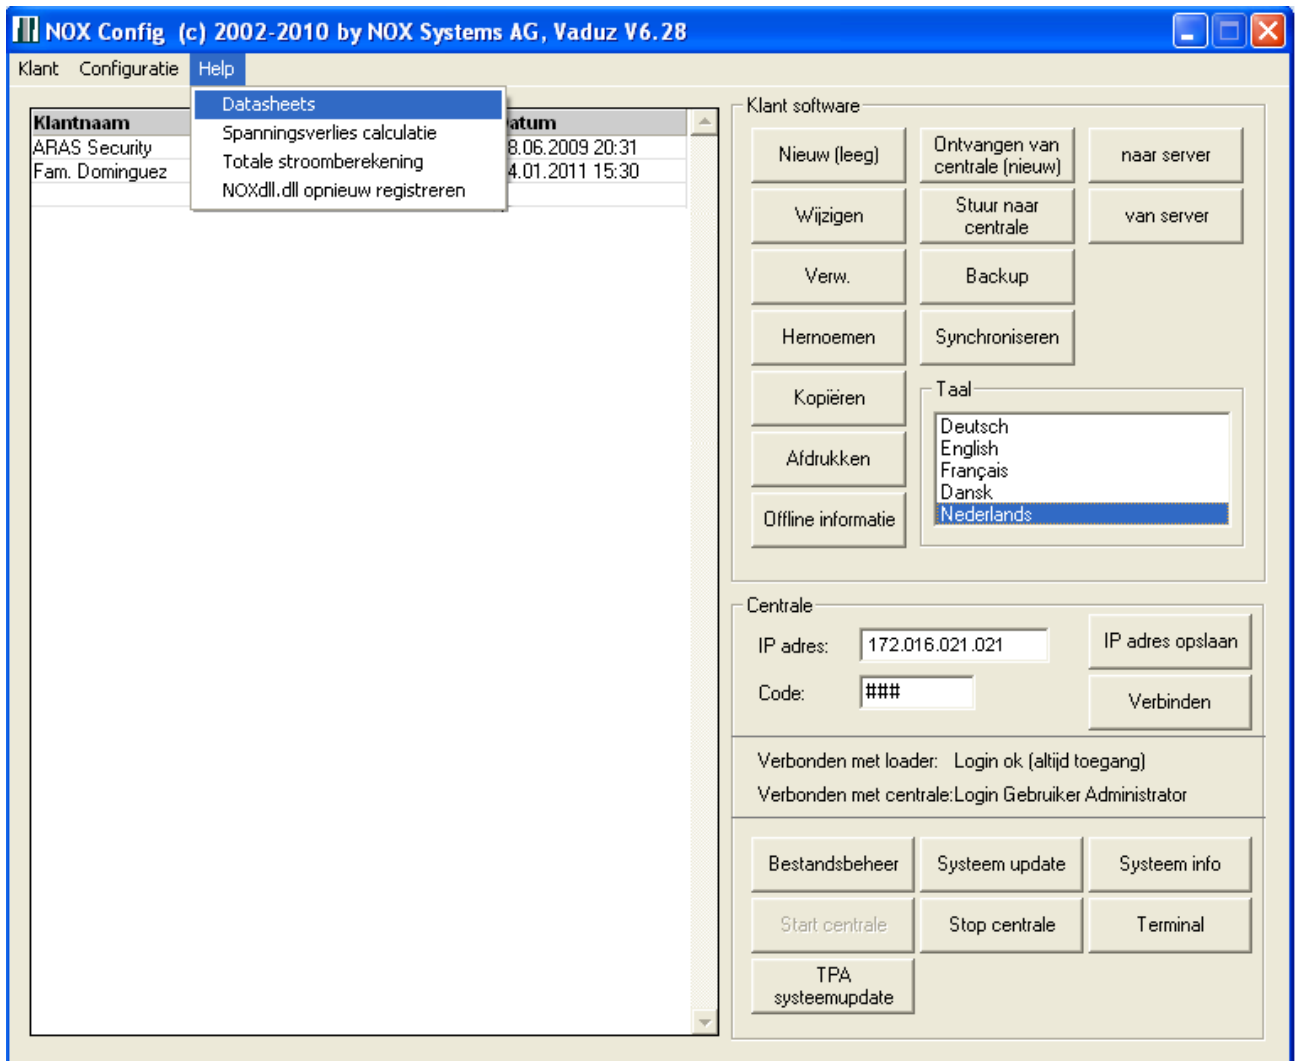 NOX Config (c) 2002-2010 by NOX Systems AG, Vaduz V6.28
Klant Configuratie Help
Datasheets
Spanningsverlies calculatie
Totale stroomberekening
NOXdll.dll opnieuw registreren
Klantnaam
ARAS Security 8.06.2009 20:31
Fam. Dominguez 4.01.2011 15:30
Klant software
Nieuw (leeg)
Ontvangen van
centrale (nieuw)
naar server
Wijzigen
Stuur naar
centrale
van server
Verw.
Backup
Hernoemen
Synchroniseren
Kopiëren
Taal
Deutsch
English
Français
Dansk
Nederlands
Afdrukken
Offline informatie
Centrale
IP adres: 172.016.021.021
IP adres opslaan
Code: ###
Verbinden
Verbonden met loader: Login ok (altijd toegang)
Verbonden met centrale:Login Gebruiker Administrator
Bestandsbeheer
Systeem update
Systeem info
Start centrale
Stop centrale
Terminal
TPA
systeemupdate